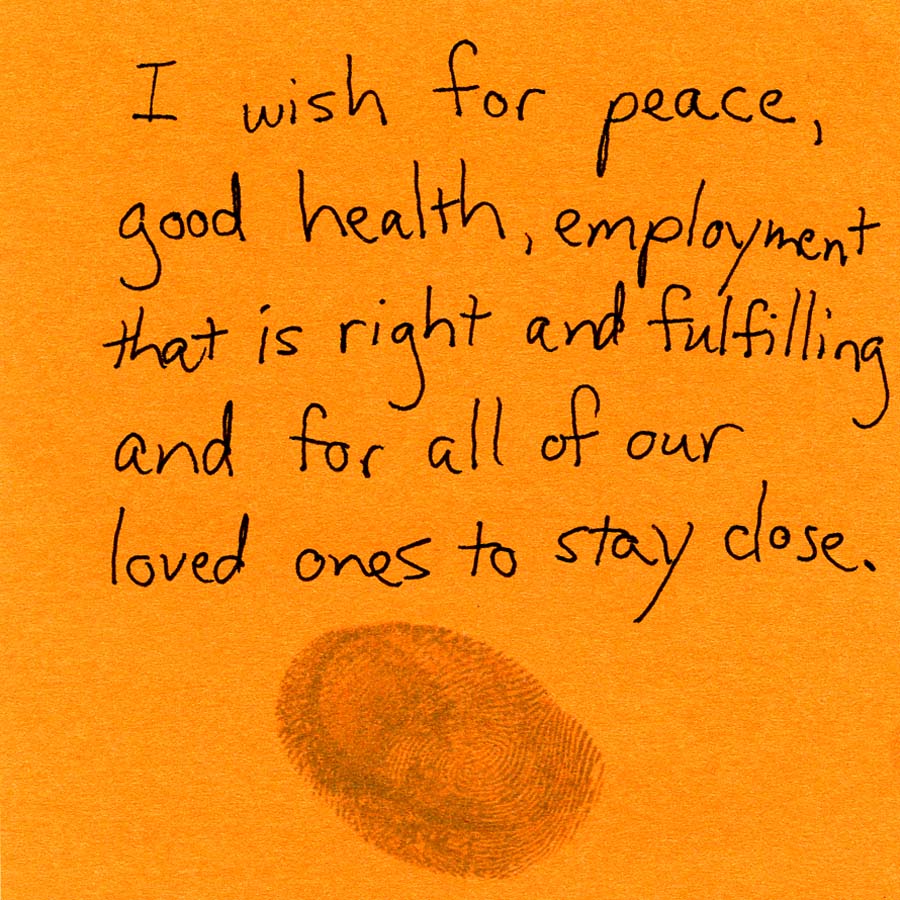 I wish for peace,
good health, employment
that is right and fulfilling
and for all of our
loved ones to stay close.